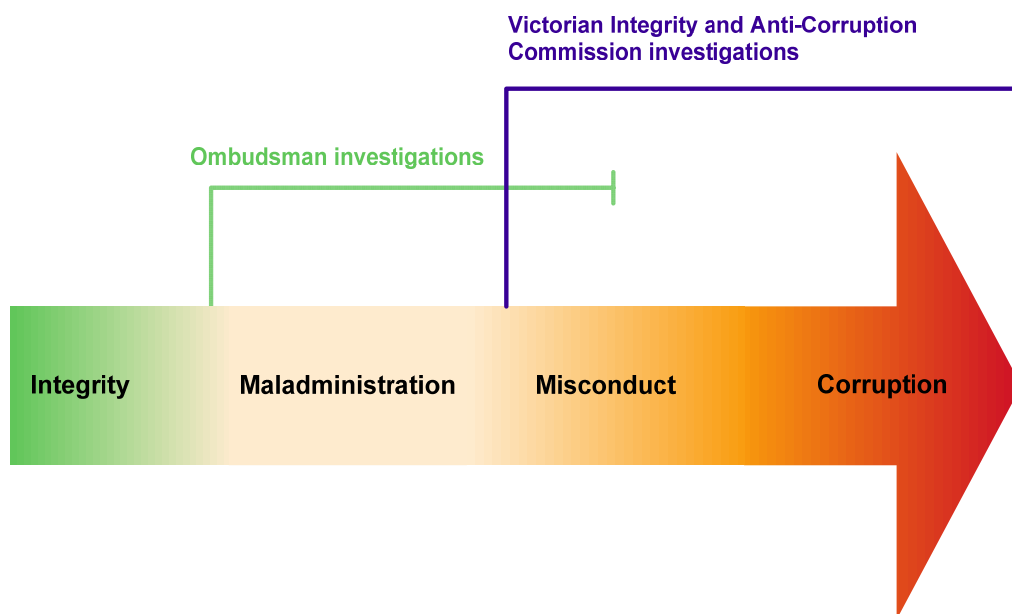 Victorian Integrity and Anti-Corruption
Commission investigations
Ombudsman investigations
Integrity
Maladministration
Misconduct
Corruption